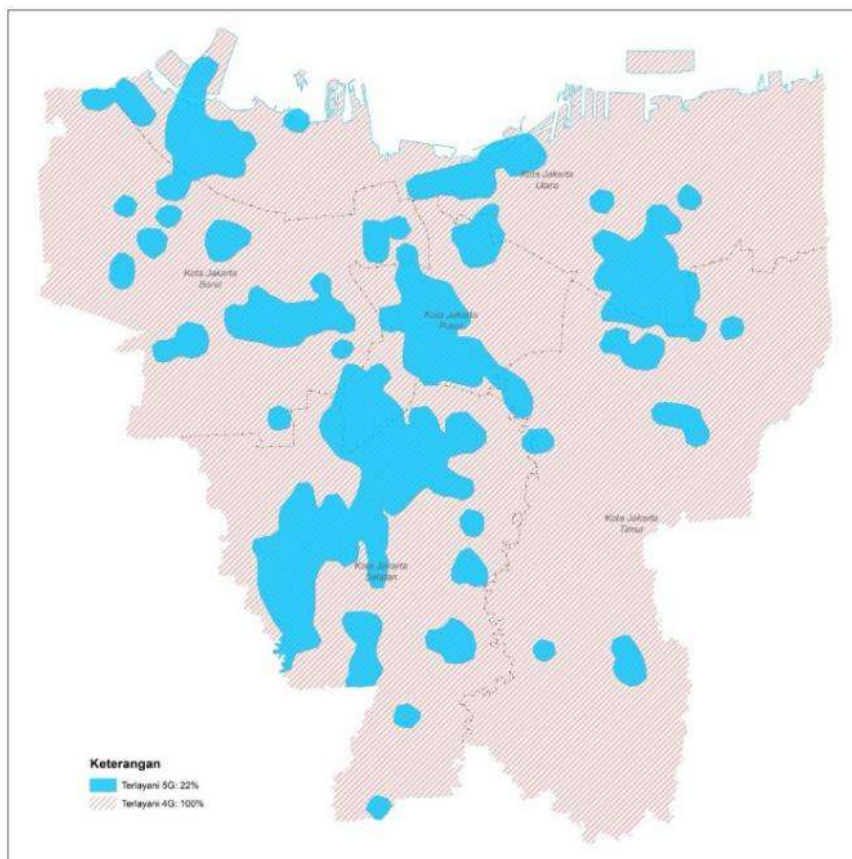 Kota Jakarta
Utara
Kota Jakarta
Barat
Kota Jakarta
Pusat
Kota Jakarta
Timur
Kota Jakarta
Selatan
Keterangan
Terlayani 5G: 22%
Terlayani 4G: 100%